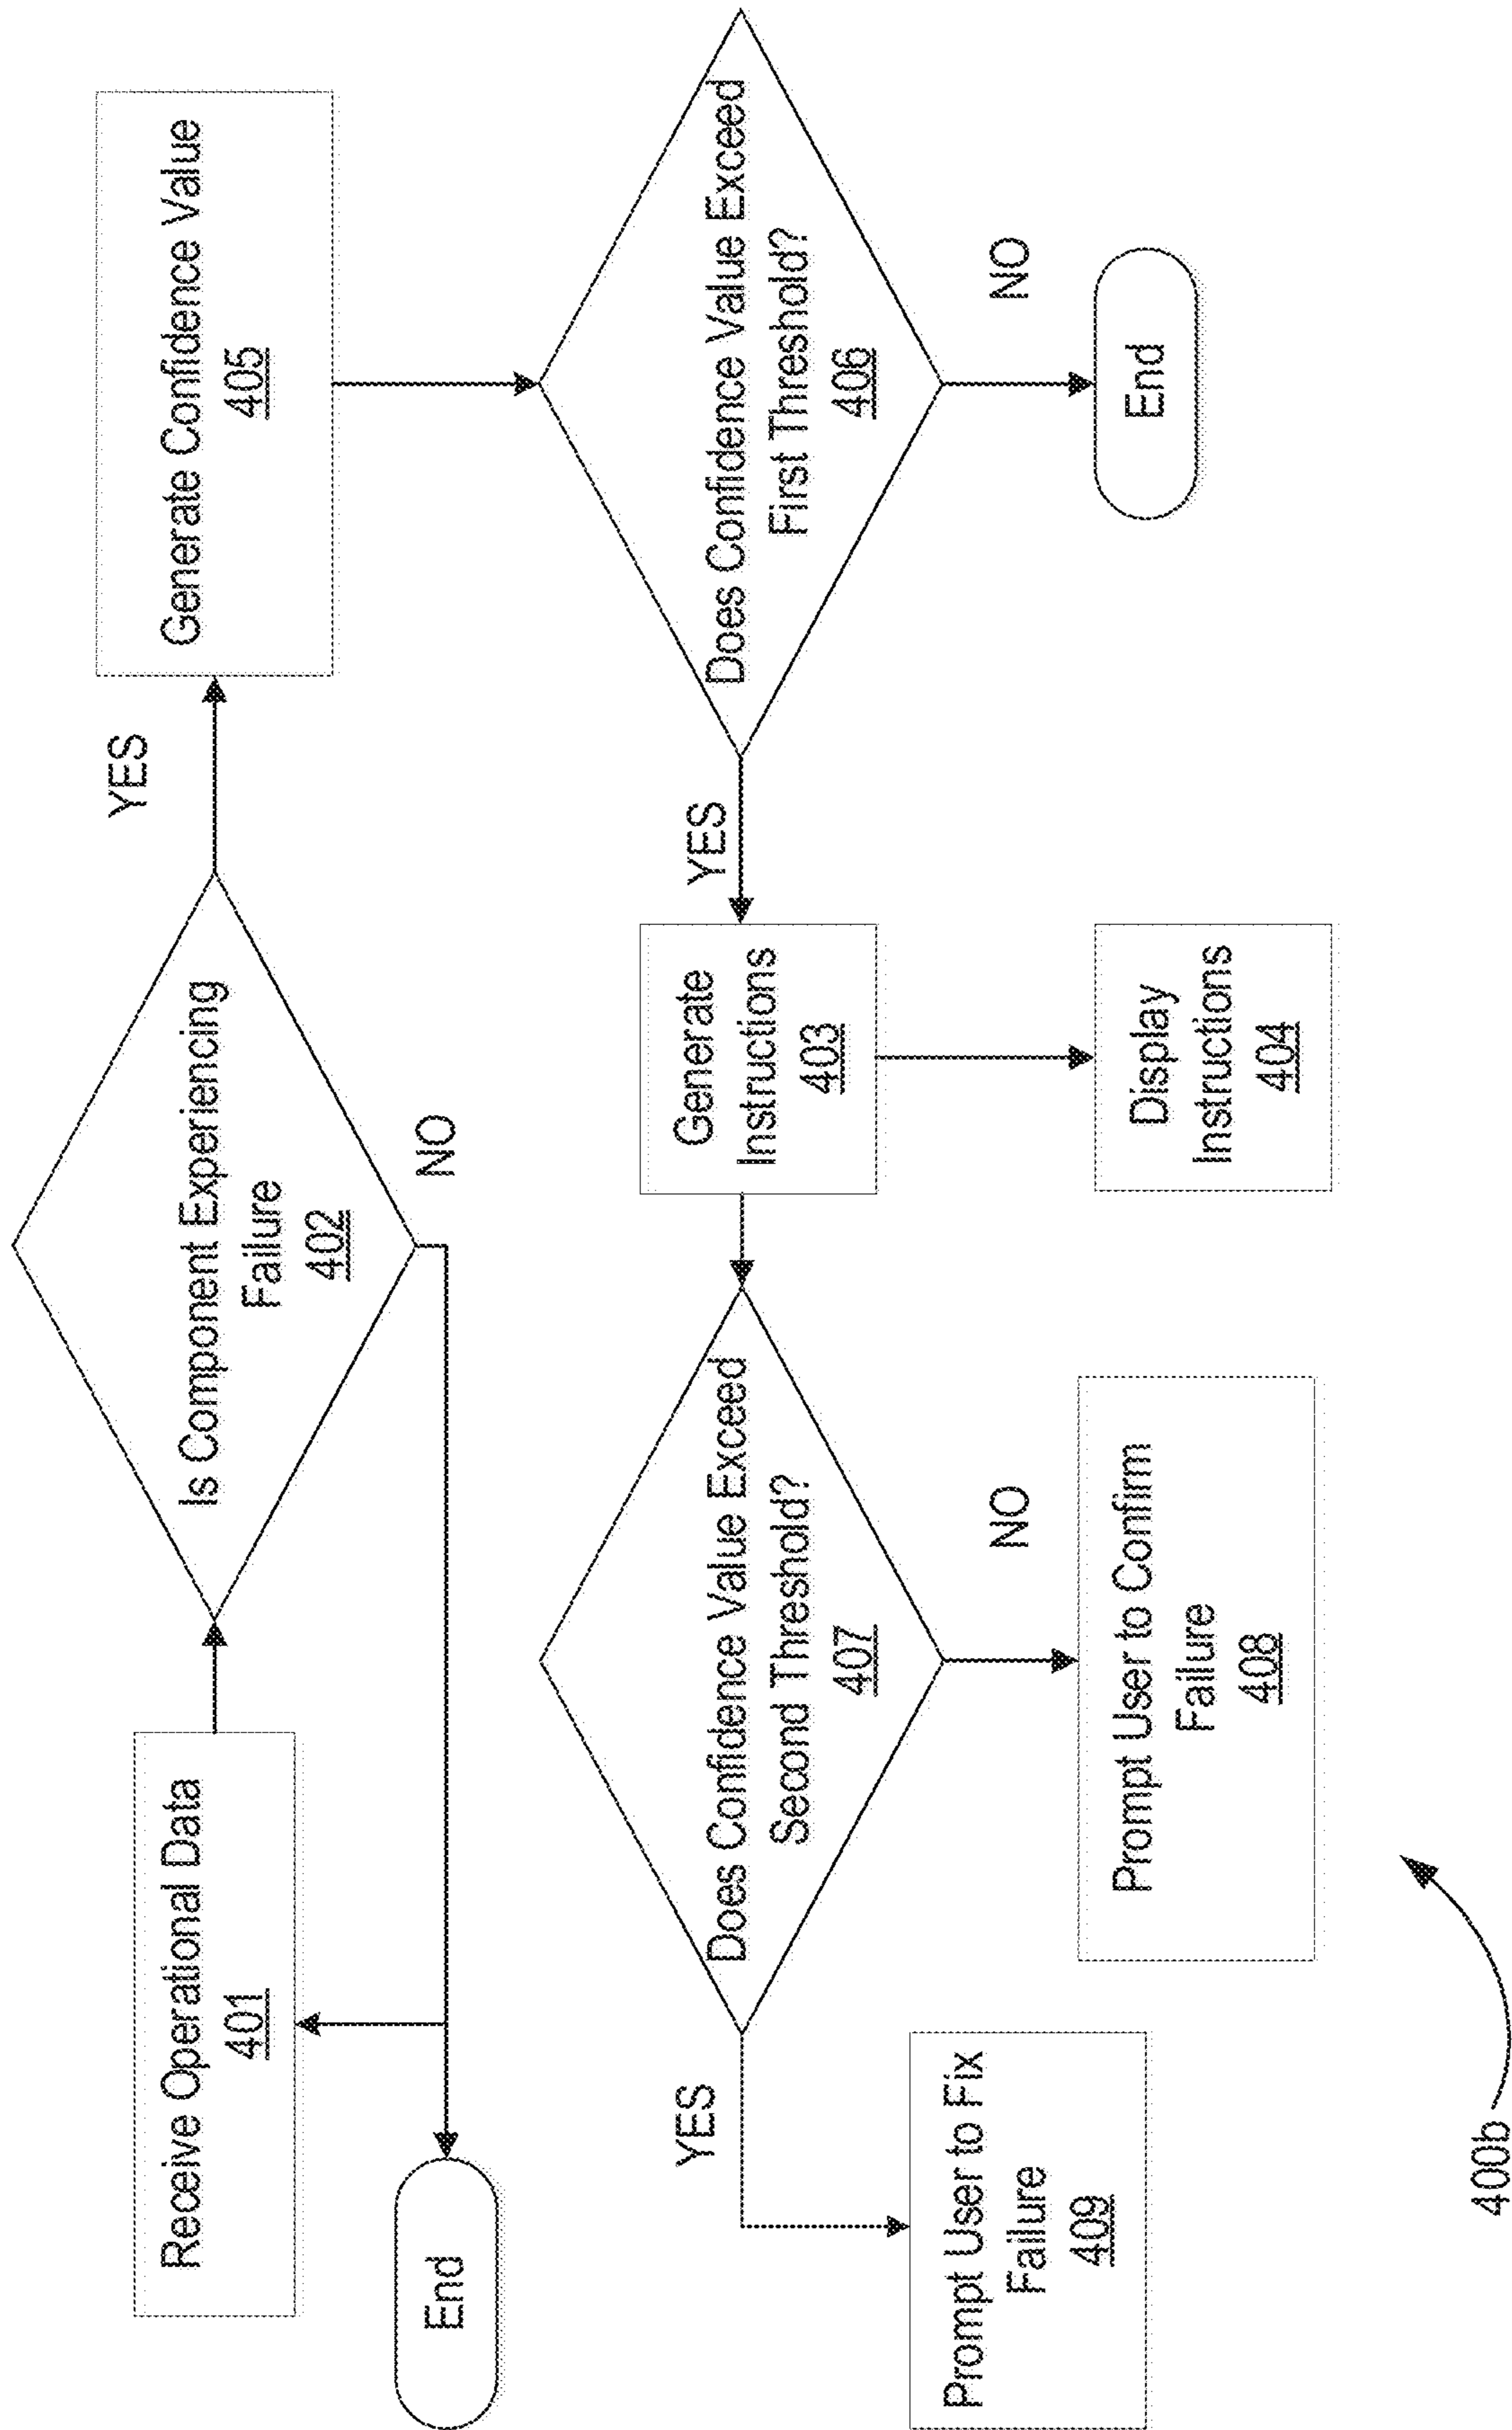 Receive Operational Data
401
Is Component Experiencing
Failure
402
YES
Generate Confidence Value
405
NO
End
Does Confidence Value Exceed
First Threshold?
406
NO
End
YES
Generate
Instructions
403
Display
Instructions
404
Does Confidence Value Exceed
Second Threshold?
407
NO
Prompt User to Confirm
Failure
408
YES
Prompt User to Fix
Failure
409
400b